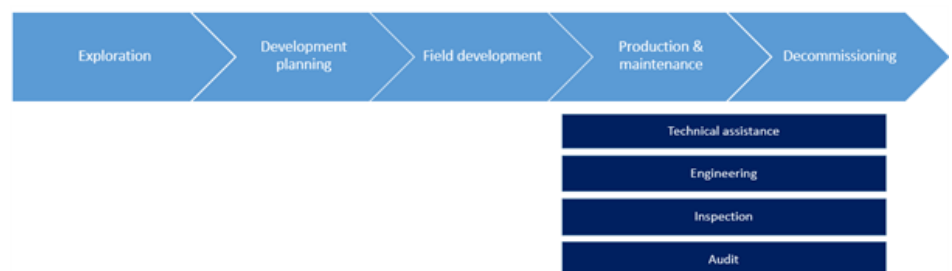 Exploration
Development
planning
Field development
Production &
maintenance
Decommissioning
Technical assistance
Engineering
Inspection
Audit